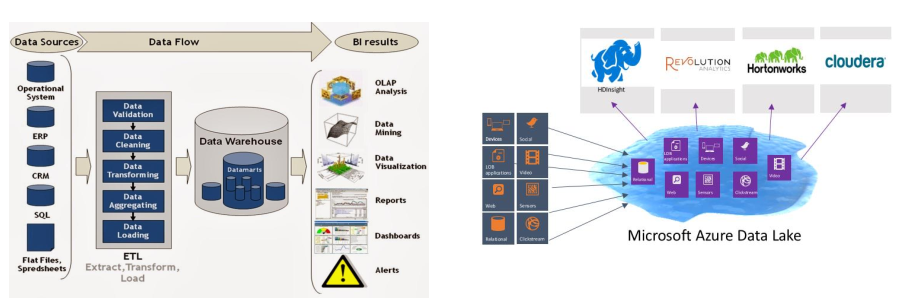 Data Sources
Data Flow
BI results
Operational
System
ERP
CRM
SQL
Flat Files,
Spredsheets
Data
Validation
Data
Cleaning
Data
Transforming
Data
Aggregating
Data
Loading
ETL
Extract,Transform,
Load
Data Warehouse
Datamarts
OLAP
Analysis
Data
Mining
Data
Visualization
Reports
Dashboards
Alerts
HDInsight
REVOLUTION
ANALYTICS
Hortonworks
cloudera
Devices
Social
LOB
applications
Video
Web
Sensors
Relational
Clickstream
Relational
LOB
applications
Devices
Social
Video
Web
Sensors
Clickstream
Microsoft Azure Data Lake